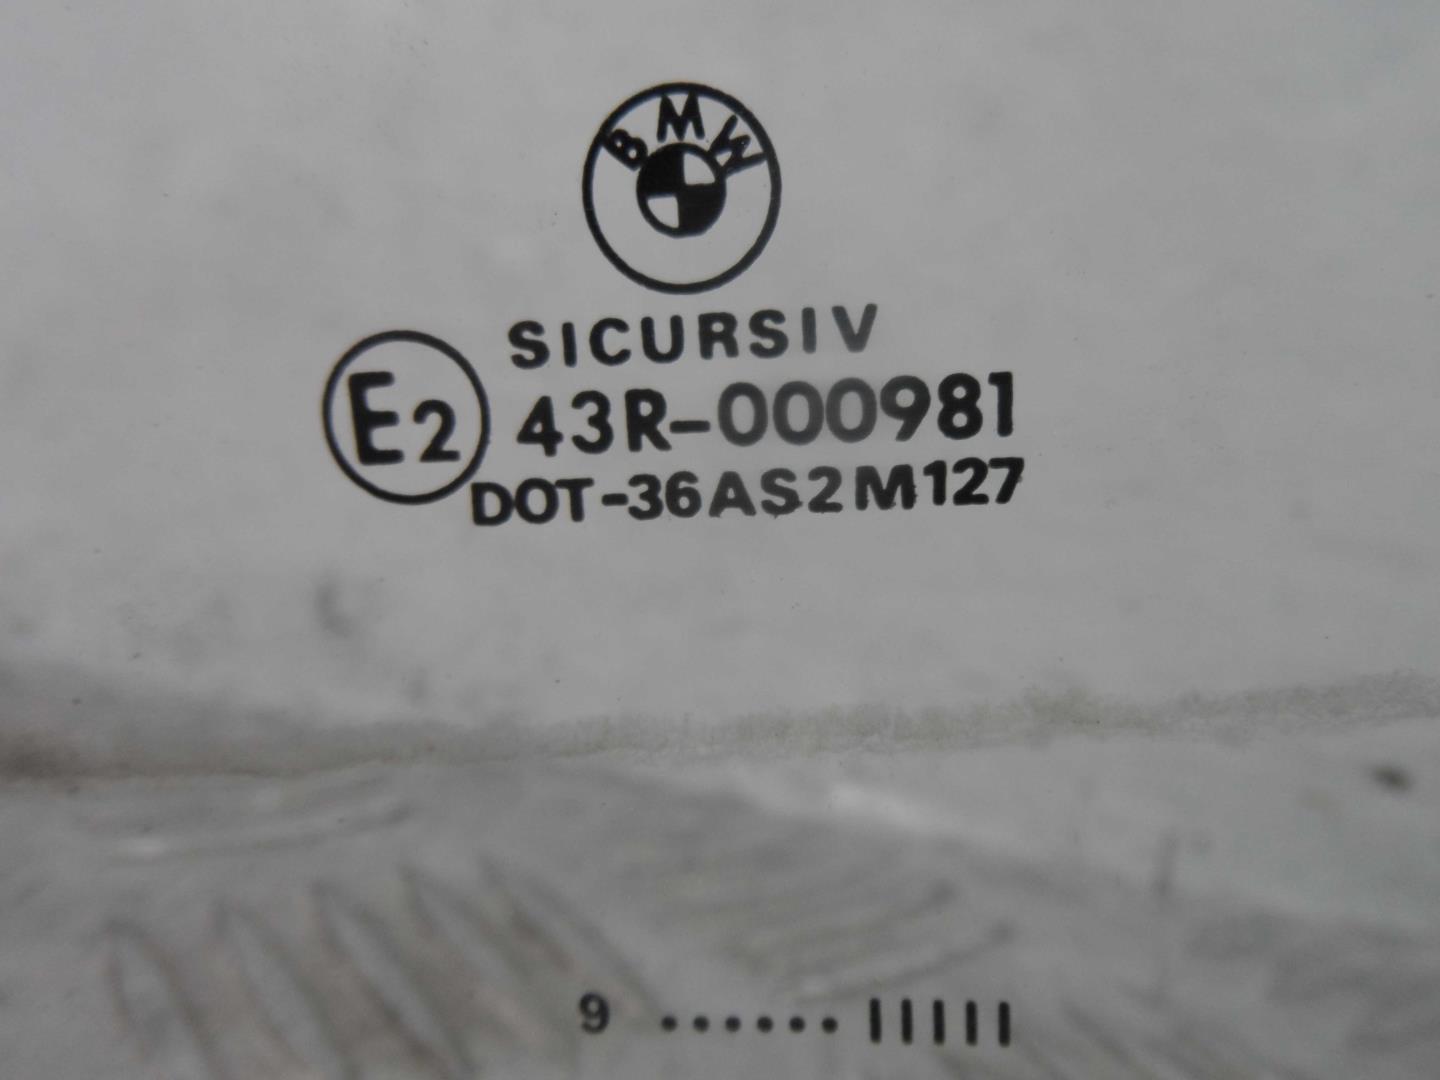 BMW
SICURSIV
E2 43R-000981
DOT-36AS2M127
9 ...... IIIII